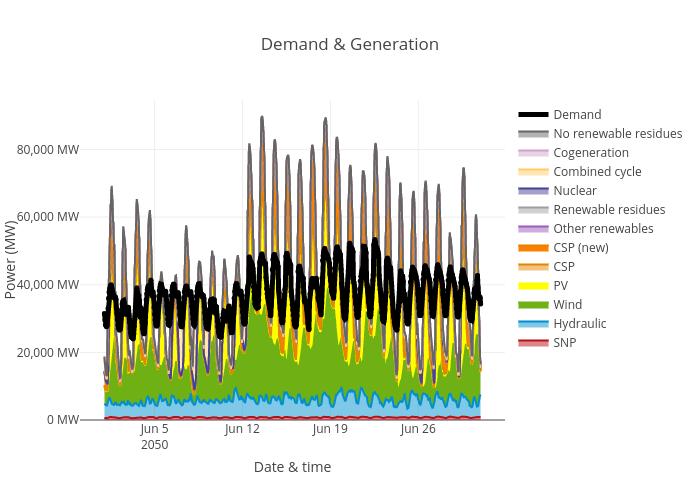 Demand & Generation
Power (MW)
80,000 MW
60,000 MW
40,000 MW
20,000 MW
0 MW
Jun 5
2050
Jun 12
Jun 19
Jun 26
Date & time
Demand
No renewable residues
Cogeneration
Combined cycle
Nuclear
Renewable residues
Other renewables
CSP (new)
CSP
PV
Wind
Hydraulic
SNP